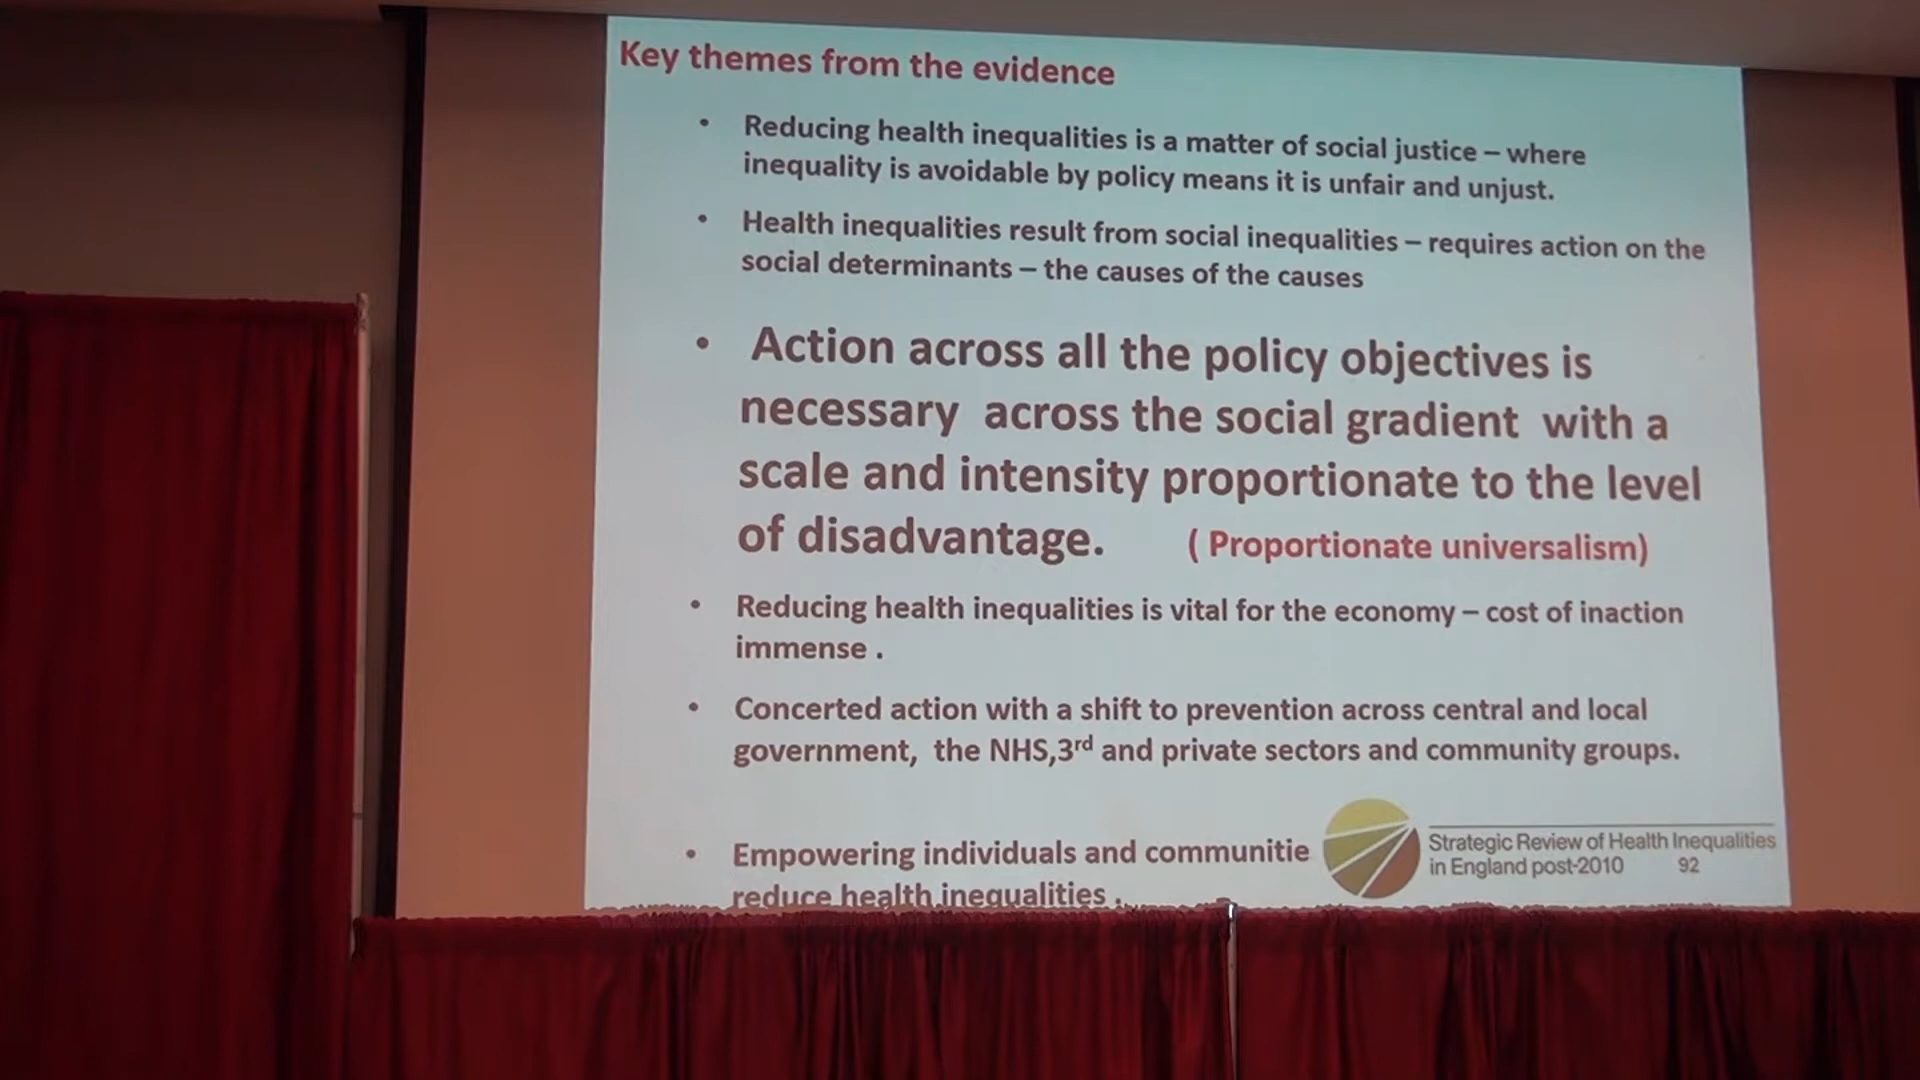 Key themes from the evidence
• Reducing health inequalities is a matter of social justice – where
inequality is avoidable by policy means it is unfair and unjust.
• Health inequalities result from social inequalities – requires action on the
social determinants – the causes of the causes
• Action across all the policy objectives is
necessary across the social gradient with a
scale and intensity proportionate to the level
of disadvantage. ( Proportionate universalism)
• Reducing health inequalities is vital for the economy – cost of inaction
immense .
• Concerted action with a shift to prevention across central and local
government, the NHS,3rd and private sectors and community groups.
• Empowering individuals and communitie
reduce health inequalities .
Strategic Review of Health Inequalities
in England post-2010 92